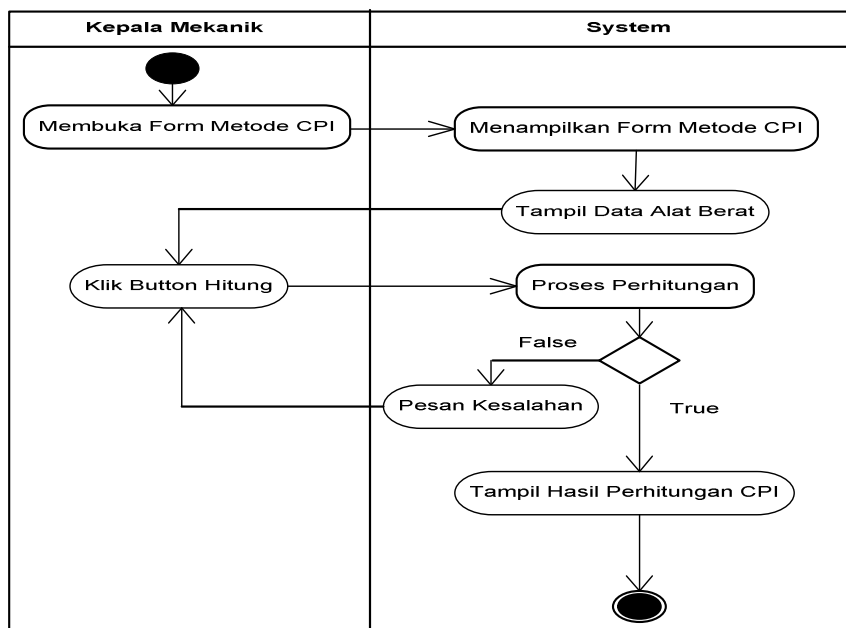 Kepala Mekanik
System
Membuka Form Metode CPI
Menampilkan Form Metode CPI
Tampil Data Alat Berat
Klik Button Hitung
Proses Perhitungan
False
Pesan Kesalahan
True
Tampil Hasil Perhitungan CPI